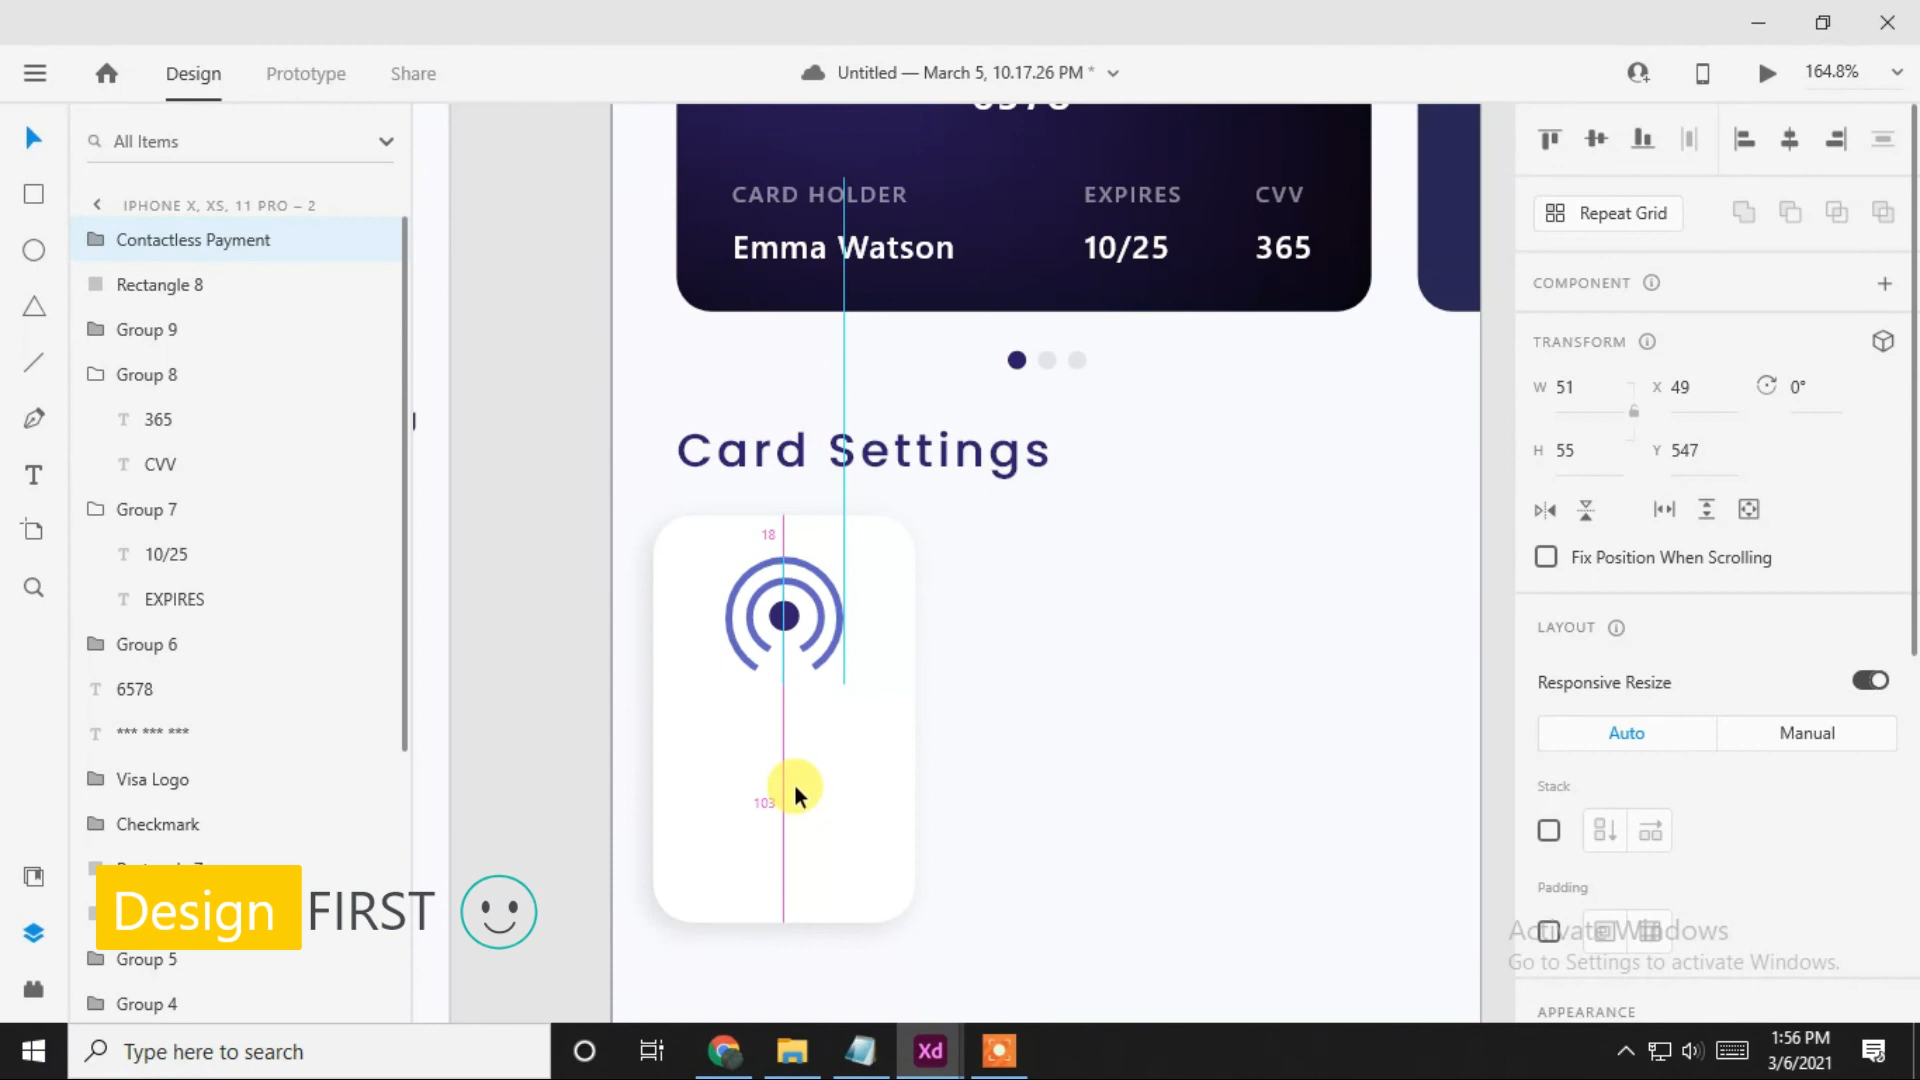 Design
Prototype
Share
Untitled — March 5, 10.17.26 PM *
164.8%
All Items
IPHONE X, XS, 11 PRO – 2
Contactless Payment
Rectangle 8
Group 9
Group 8
T 365
T CVV
Group 7
T 10/25
T EXPIRES
Group 6
T 6578
T *** *** ***
Visa Logo
Checkmark
Group 5
Group 4
Design FIRST
CARD HOLDER
EXPIRES
CVV
Emma Watson
10/25
365
Card Settings
18
103
Repeat Grid
COMPONENT
TRANSFORM
W 51
X 49
0°
H 55
Y 547
Fix Position When Scrolling
LAYOUT
Responsive Resize
Auto
Manual
Stack
Padding
Activate Windows
Go to Settings to activate Windows.
APPEARANCE
Type here to search
Xd
1:56 PM
3/6/2021